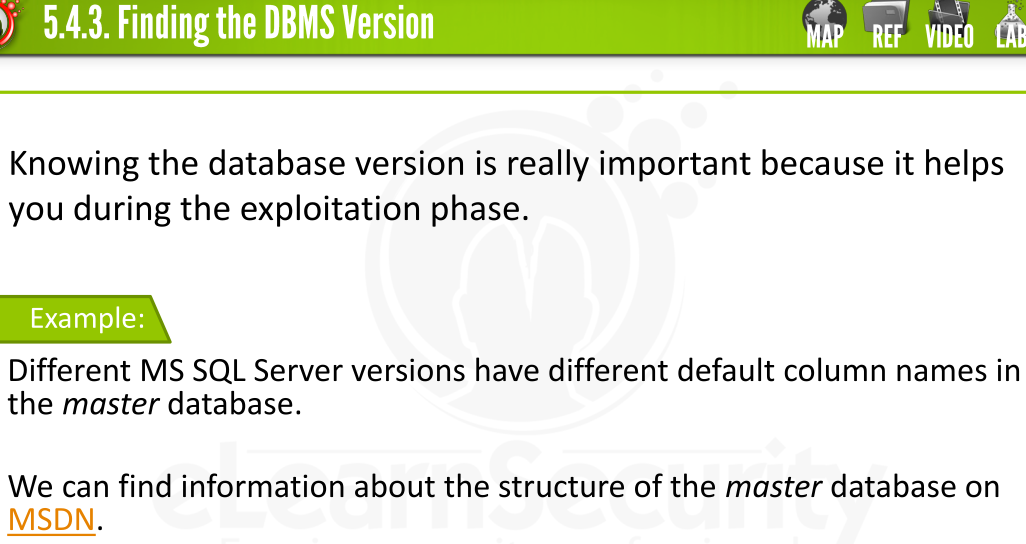 5.4.3. Finding the DBMS Version
MAP REF VIDEO LAB
Knowing the database version is really important because it helps
you during the exploitation phase.
Example:
Different MS SQL Server versions have different default column names in
the master database.
We can find information about the structure of the master database on
MSDN.
eLearnSecurity